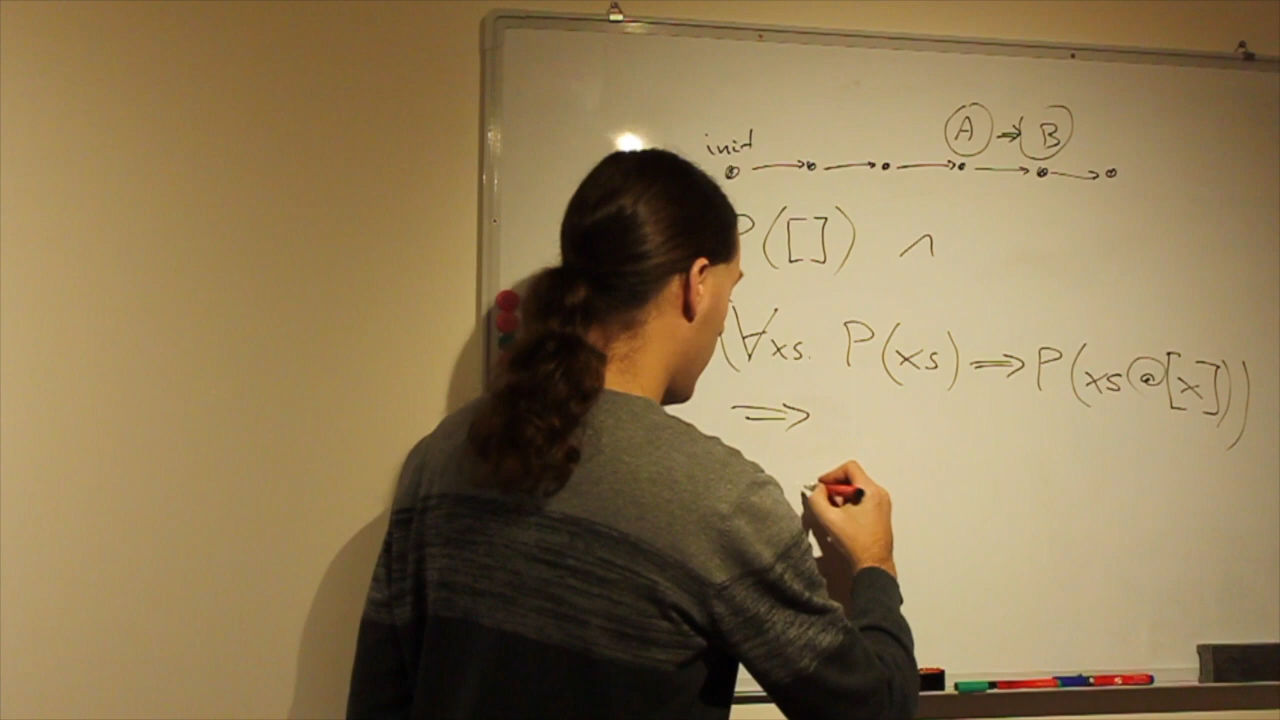 A ⇒ B
init
P([]) ∧
(∀xs. P(xs) ⟹ P(xs@[x]))
⟹